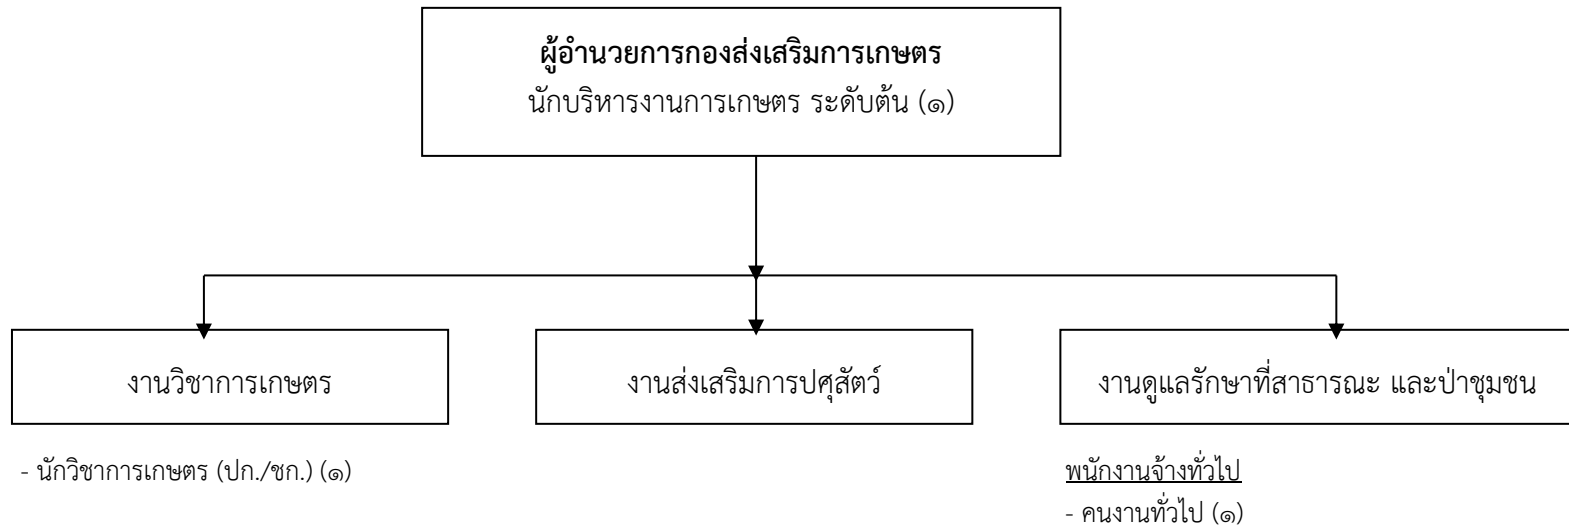 ผู้อำนวยการกองส่งเสริมการเกษตร
นักบริหารงานการเกษตร ระดับต้น (๑)
งานวิชาการเกษตร
งานส่งเสริมการปศุสัตว์
งานดูแลรักษาที่สาธารณะ และป่าชุมชน
- นักวิชาการเกษตร (ปก./ชก.) (๑)
พนักงานจ้างทั่วไป
- คนงานทั่วไป (๑)